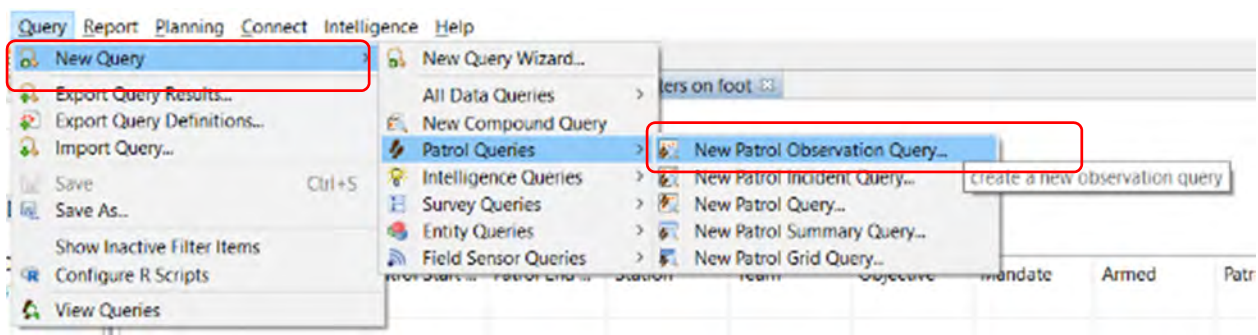 Query Report Planning Connect Intelligence Help
New Query
Export Query Results...
Export Query Definitions...
Import Query...
Save Ctrl+S
Save As...
Show Inactive Filter Items
Configure R Scripts
View Queries
New Query Wizard...
All Data Queries
New Compound Query
Patrol Queries
Intelligence Queries
Survey Queries
Entity Queries
Field Sensor Queries
New Patrol Observation Query...
New Patrol Incident Query...
New Patrol Query...
New Patrol Summary Query...
New Patrol Grid Query...
create a new observation query
ters on foot
Patrol End ... Station Team Objective Mandate Armed Patr